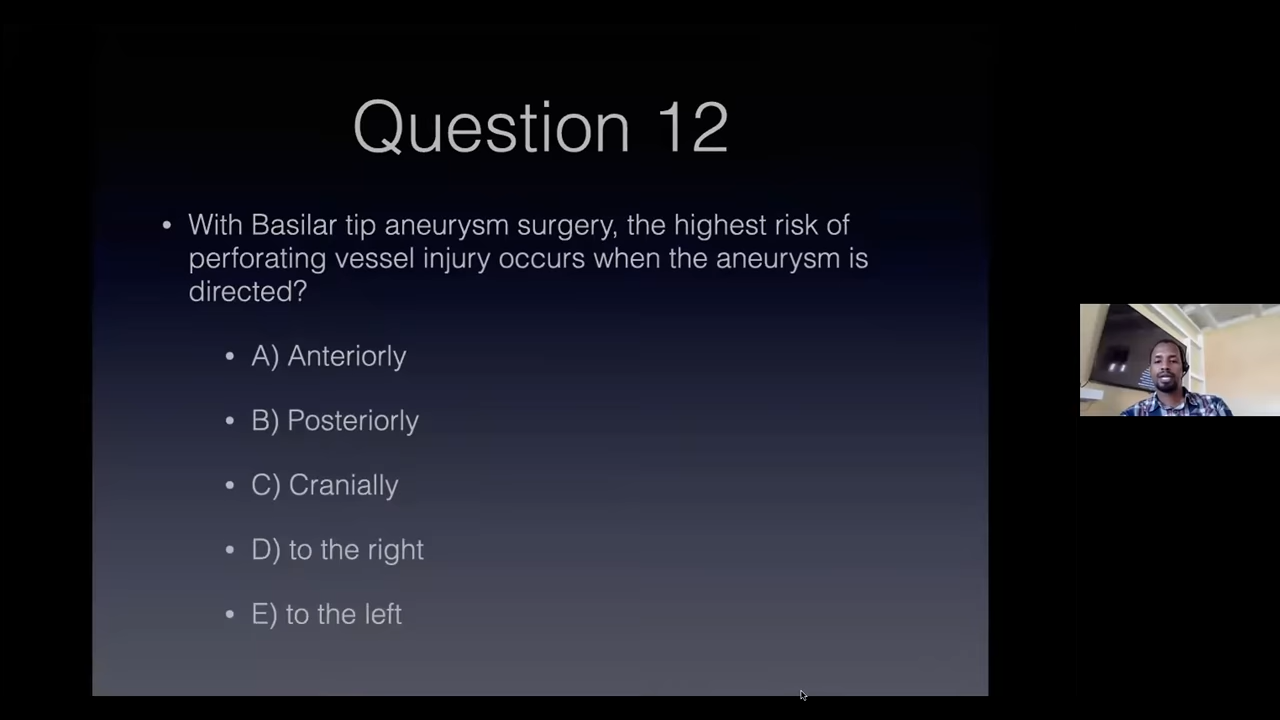 Question 12
• With Basilar tip aneurysm surgery, the highest risk of
perforating vessel injury occurs when the aneurysm is
directed?
• A) Anteriorly
• B) Posteriorly
• C) Cranially
• D) to the right
• E) to the left